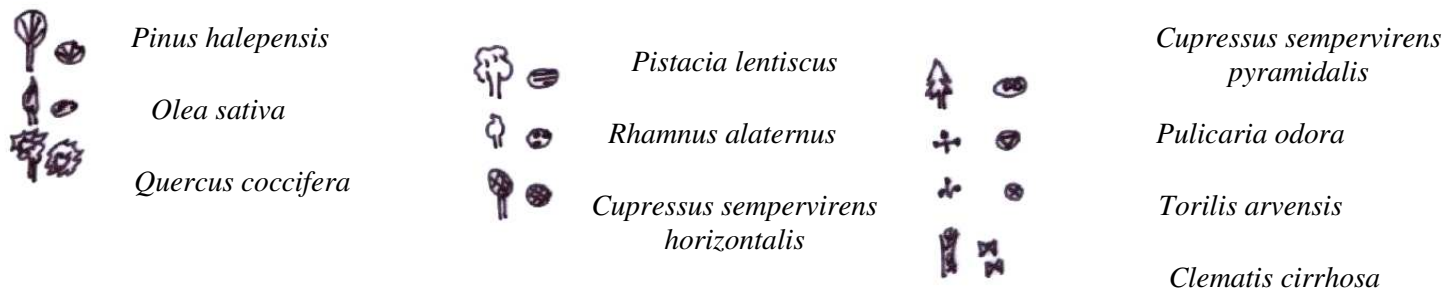 Pinus halepensis
Olea sativa
Quercus coccifera
Pistacia lentiscus
Rhamnus alaternus
Cupressus sempervirens
horizontalis
Cupressus sempervirens
pyramidalis
Pulicaria odora
Torilis arvensis
Clematis cirrhosa